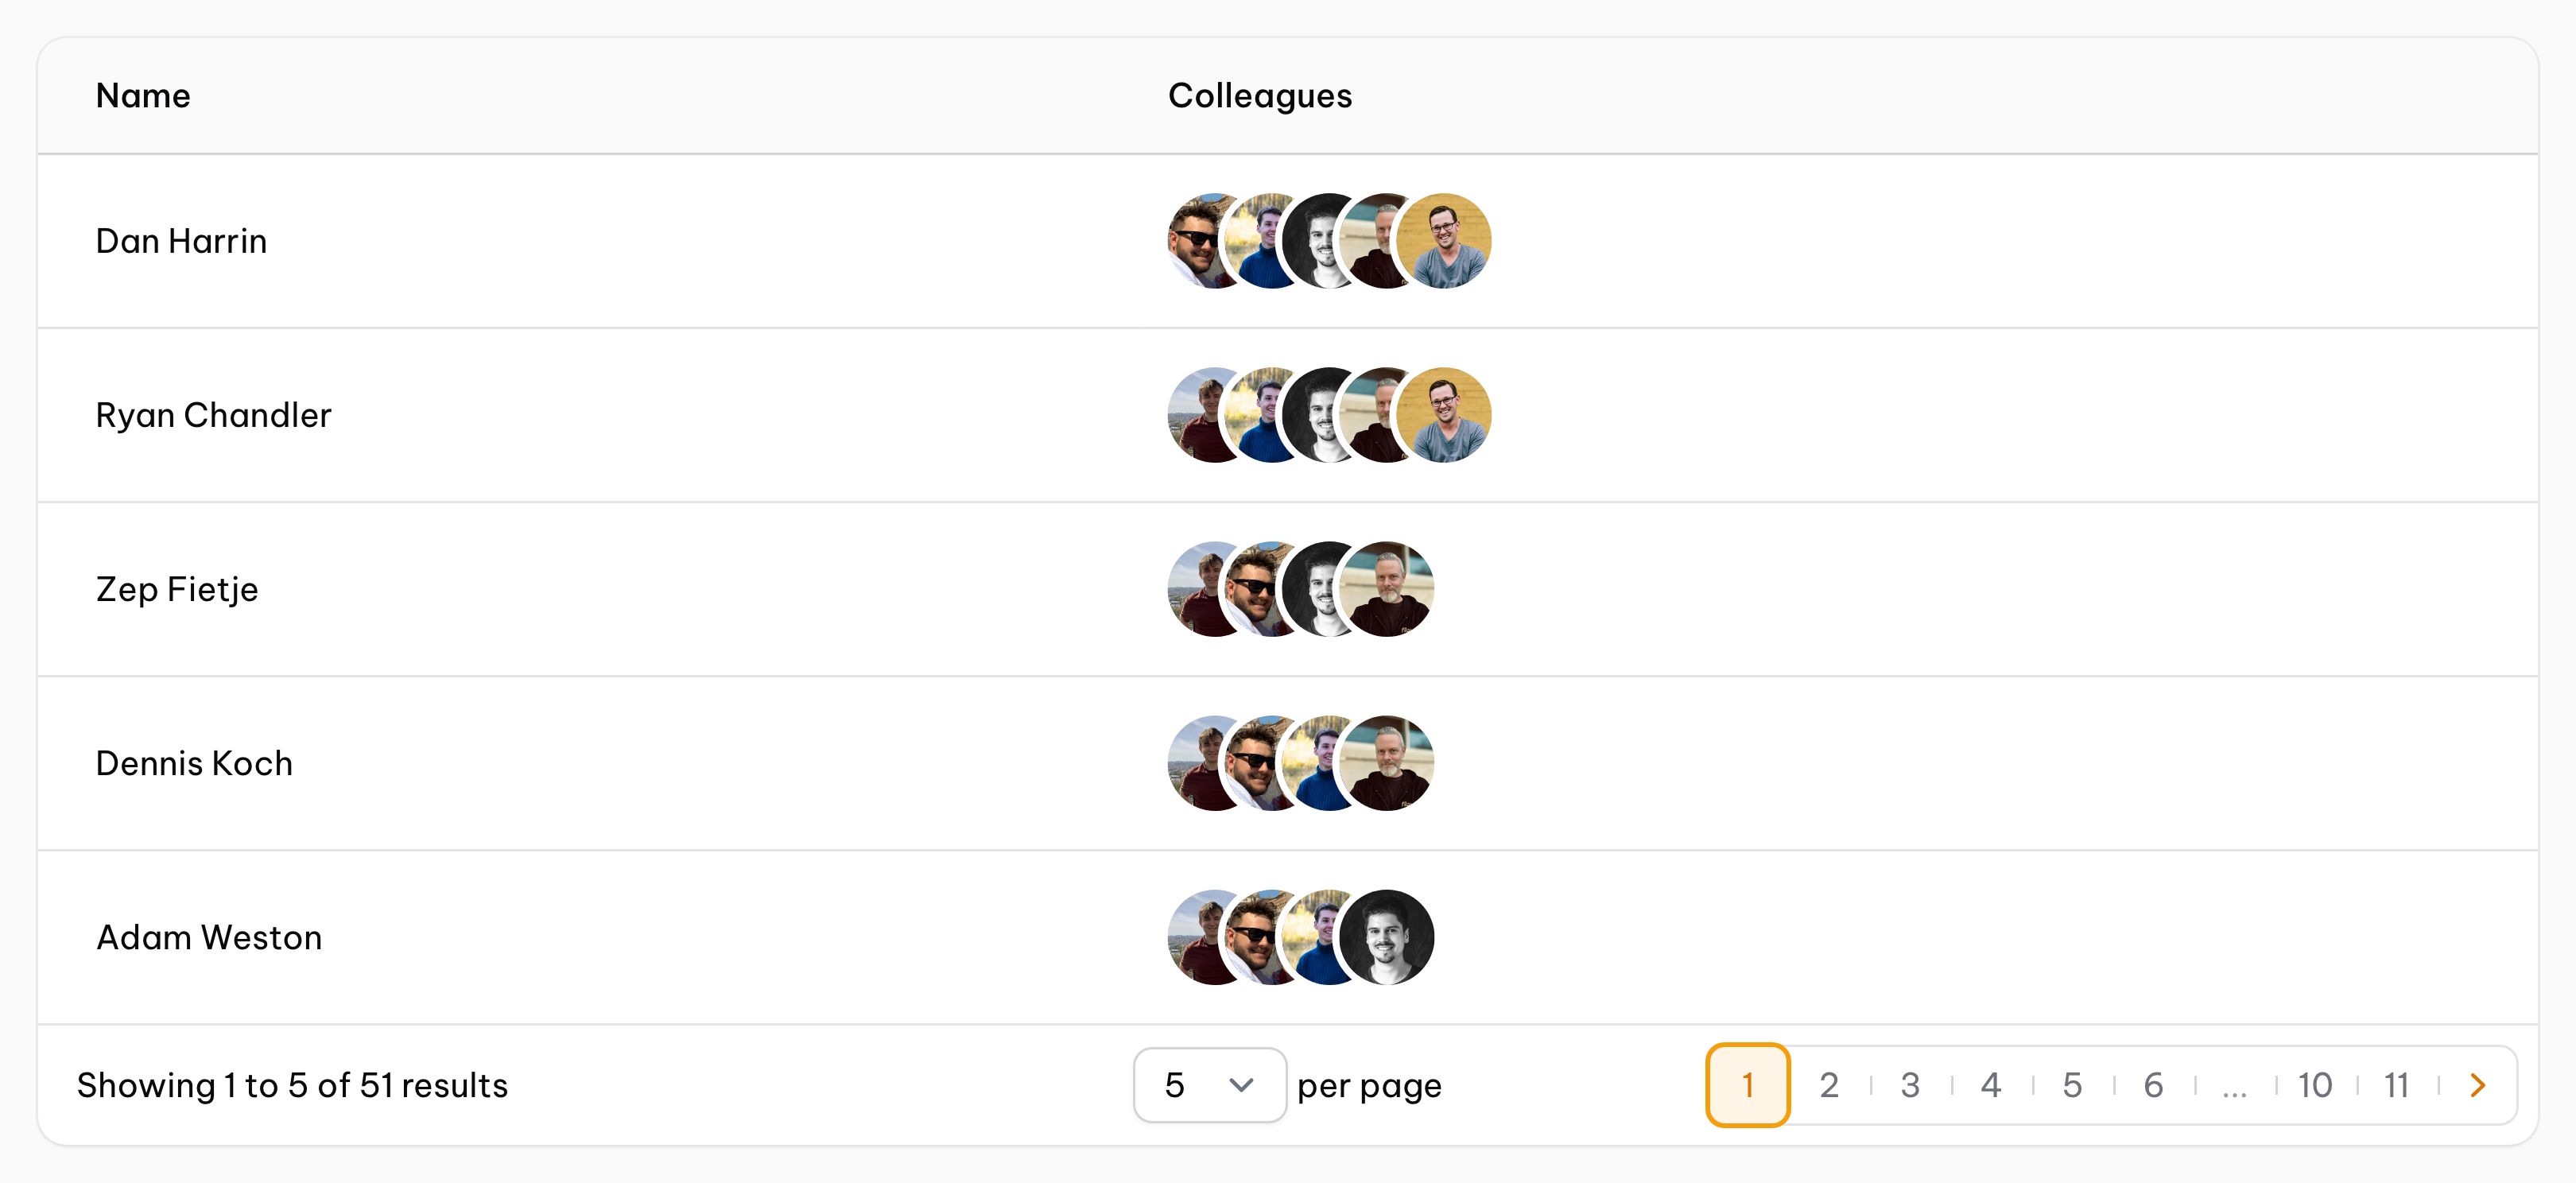 Name Colleagues
Dan Harrin
Ryan Chandler
Zep Fietje
Dennis Koch
Adam Weston
Showing 1 to 5 of 51 results 5 per page 1 2 3 4 5 6 ... 10 11